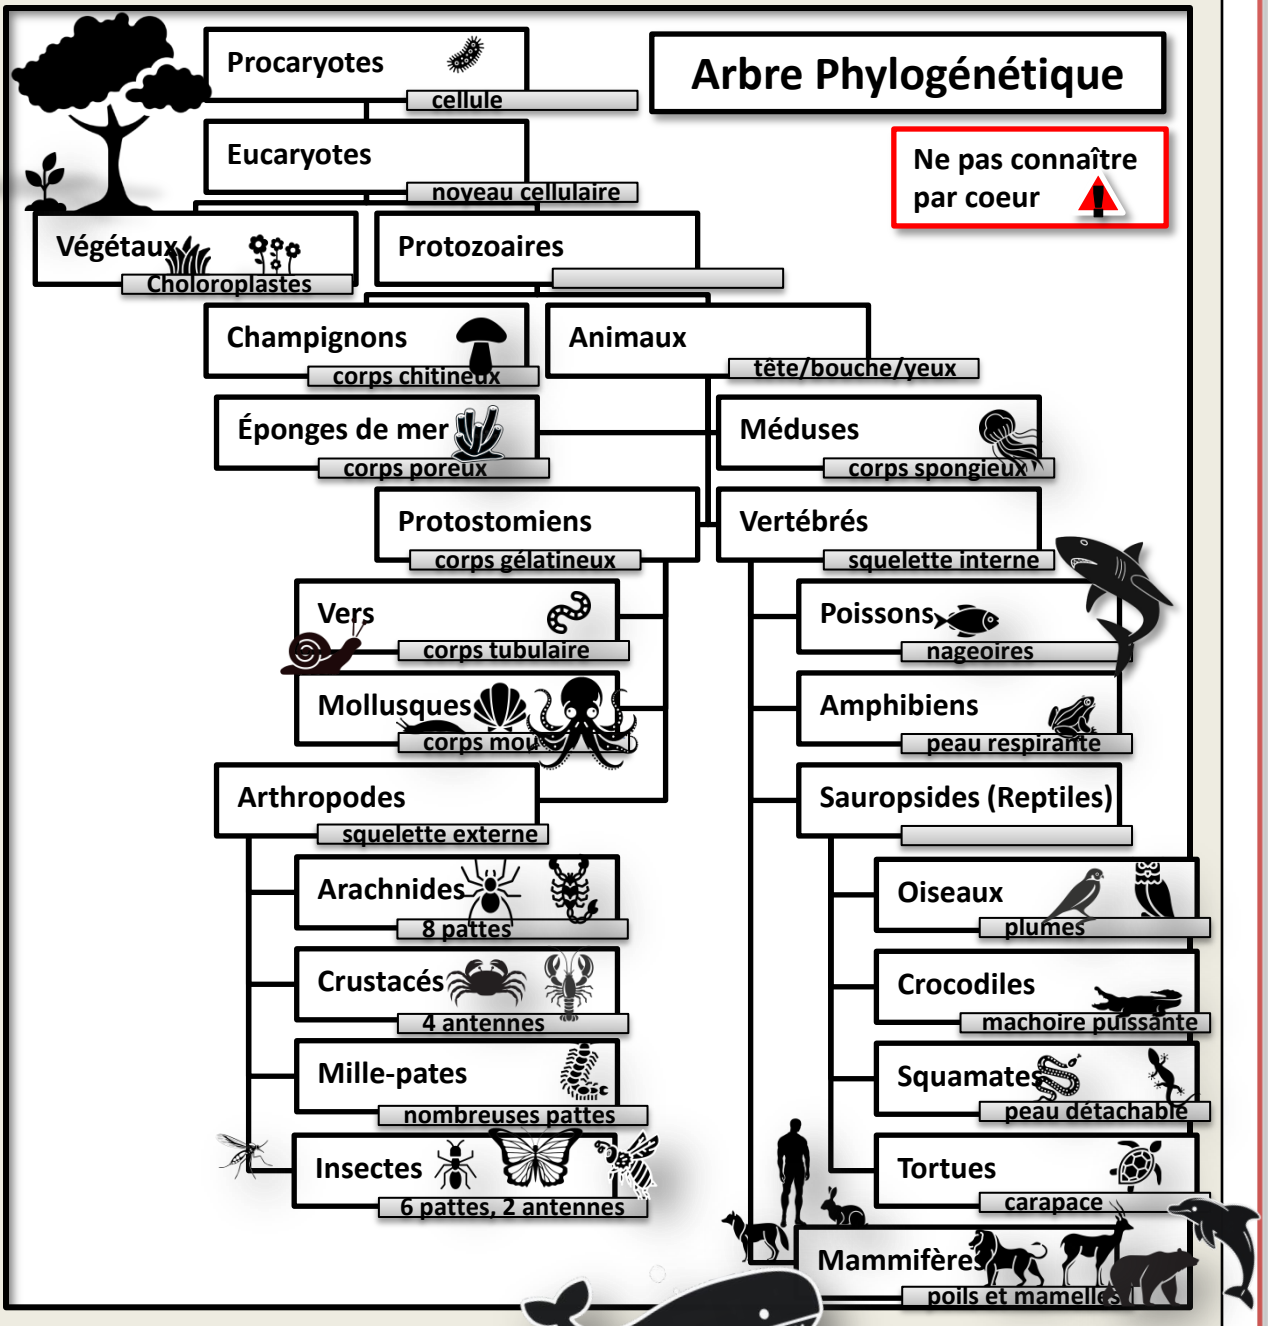 Procaryotes
cellule
Arbre Phylogénétique
Eucaryotes
noyeau cellulaire
Ne pas connaître
par coeur
Végétaux
Choloroplastes
Protozoaires
Champignons
corps chitineux
Animaux
tête/bouche/yeux
Éponges de mer
corps poreux
Méduses
corps spongieux
Protostomiens
corps gélatineux
Vertébrés
squelette interne
Vers
corps tubulaire
Poissons
nageoires
Mollusques
corps mou
Amphibiens
peau respirante
Arthropodes
squelette externe
Sauropsides (Reptiles)
Arachnides
8 pattes
Oiseaux
plumes
Crustacés
4 antennes
Crocodiles
machoire puissante
Mille-pates
nombreuses pattes
Squamates
peau détachable
Insectes
6 pattes, 2 antennes
Tortues
carapace
Mammifères
poils et mamelles